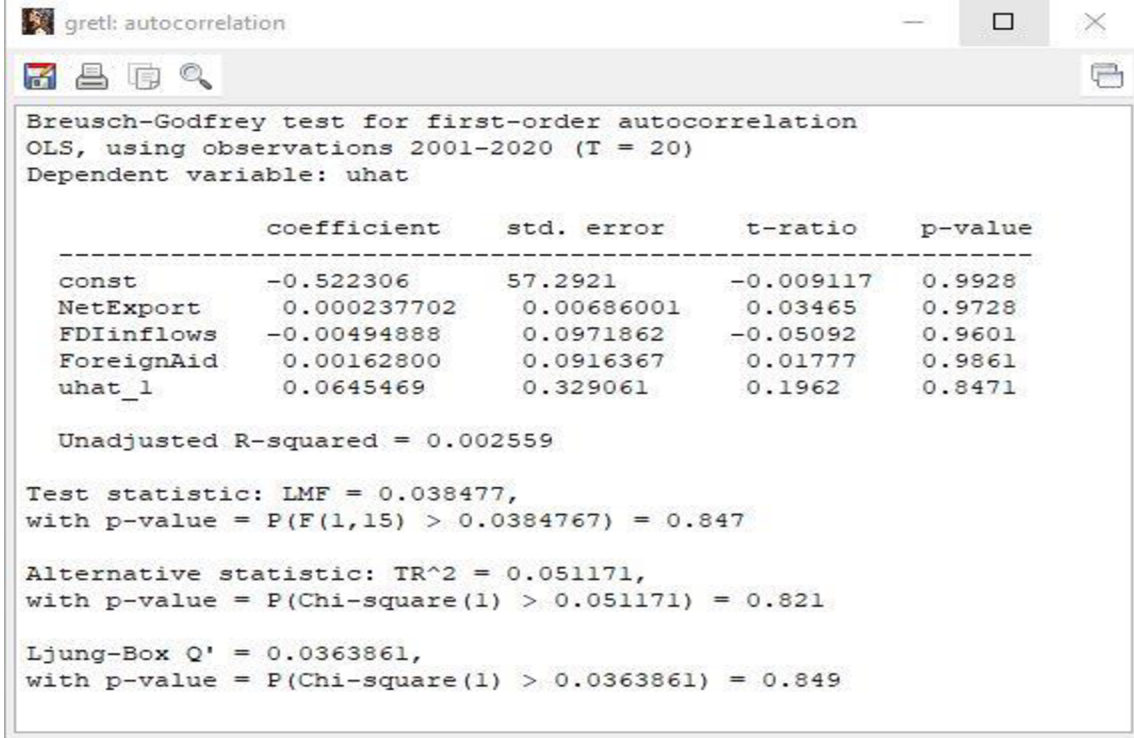 gretl: autocorrelation
Breusch-Godfrey test for first-order autocorrelation
OLS, using observations 2001-2020 (T = 20)
Dependent variable: uhat
coefficient std. error t-ratio p-value
---------------------------------------------------------------
const -0.522306 57.2921 -0.009117 0.9928
NetExport 0.000237702 0.00686001 0.03465 0.9728
FDIinflows -0.00494888 0.0971862 -0.05092 0.9601
ForeignAid 0.00162800 0.0916367 0.01777 0.9861
uhat_1 0.0645469 0.329061 0.1962 0.8471
Unadjusted R-squared = 0.002559
Test statistic: LMF = 0.038477,
with p-value = P(F(1,15) > 0.0384767) = 0.847
Alternative statistic: TR^2 = 0.051171,
with p-value = P(Chi-square(1) > 0.051171) = 0.821
Ljung-Box Q' = 0.0363861,
with p-value = P(Chi-square(1) > 0.0363861) = 0.849